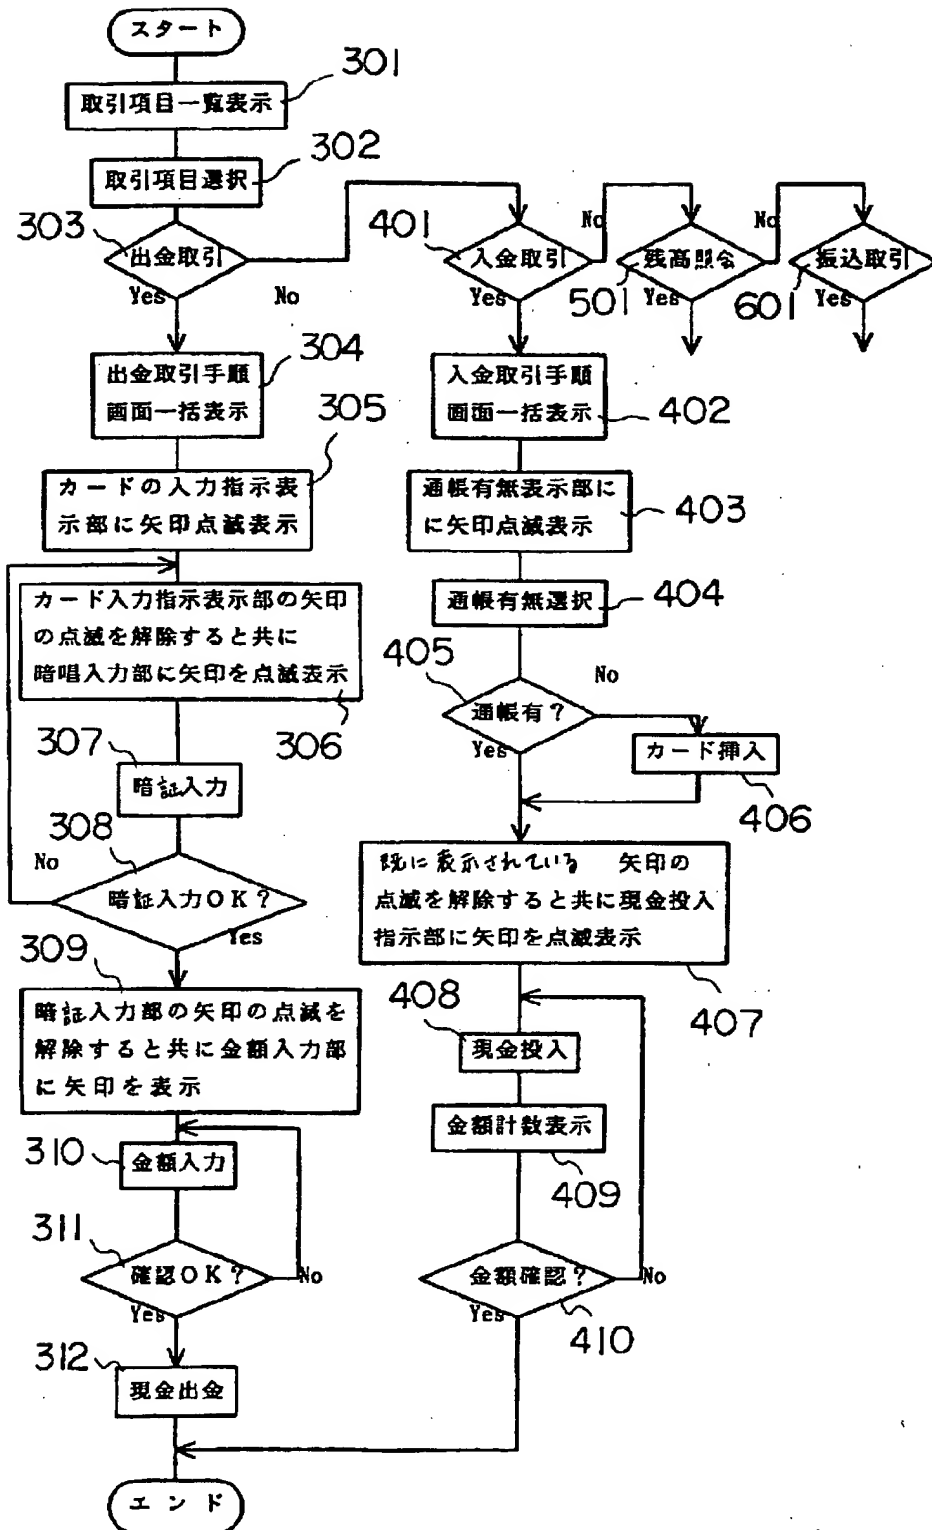 スタート
301
取引項目一覧表示
302
取引項目選択
303
出金取引
Yes
No
304
出金取引手順
画面一括表示
305
カードの入力指示表
示部に矢印点滅表示
カード入力指示表示部の矢印
の点滅を解除すると共に
暗唱入力部に矢印を点滅表示
306
307
暗証入力
308
No
暗証入力OK?
Yes
309
暗証入力部の矢印の点滅を
解除すると共に金額入力部
に矢印を表示
310
金額入力
311
確認OK?
No
Yes
312
現金出金
エンド
401
入金取引
No
Yes
残高照会
501
No
Yes
振込取引
601
Yes
入金取引手順
画面一括表示
402
通帳有無表示部に
に矢印点滅表示
403
通帳有無選択
404
405
通帳有?
No
Yes
カード挿入
406
既に表示されている 矢印の
点滅を解除すると共に現金投入
指示部に矢印を点滅表示
407
408
現金投入
金額計数表示
409
金額確認?
No
Yes
410